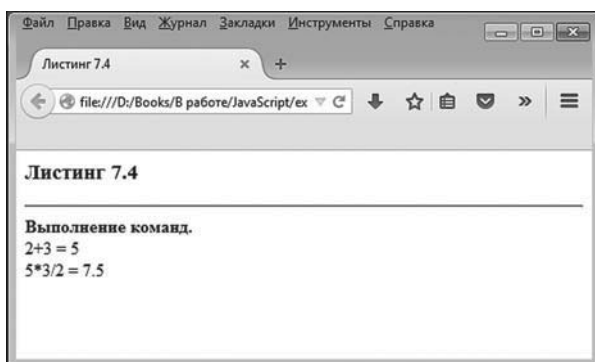 Файл Правка Вид Журнал Закладки Инструменты Справка
Листинг 7.4
file:///D:/Books/В работе/JavaScript/ex
Листинг 7.4
Выполнение команд.
2+3 = 5
5*3/2 = 7.5